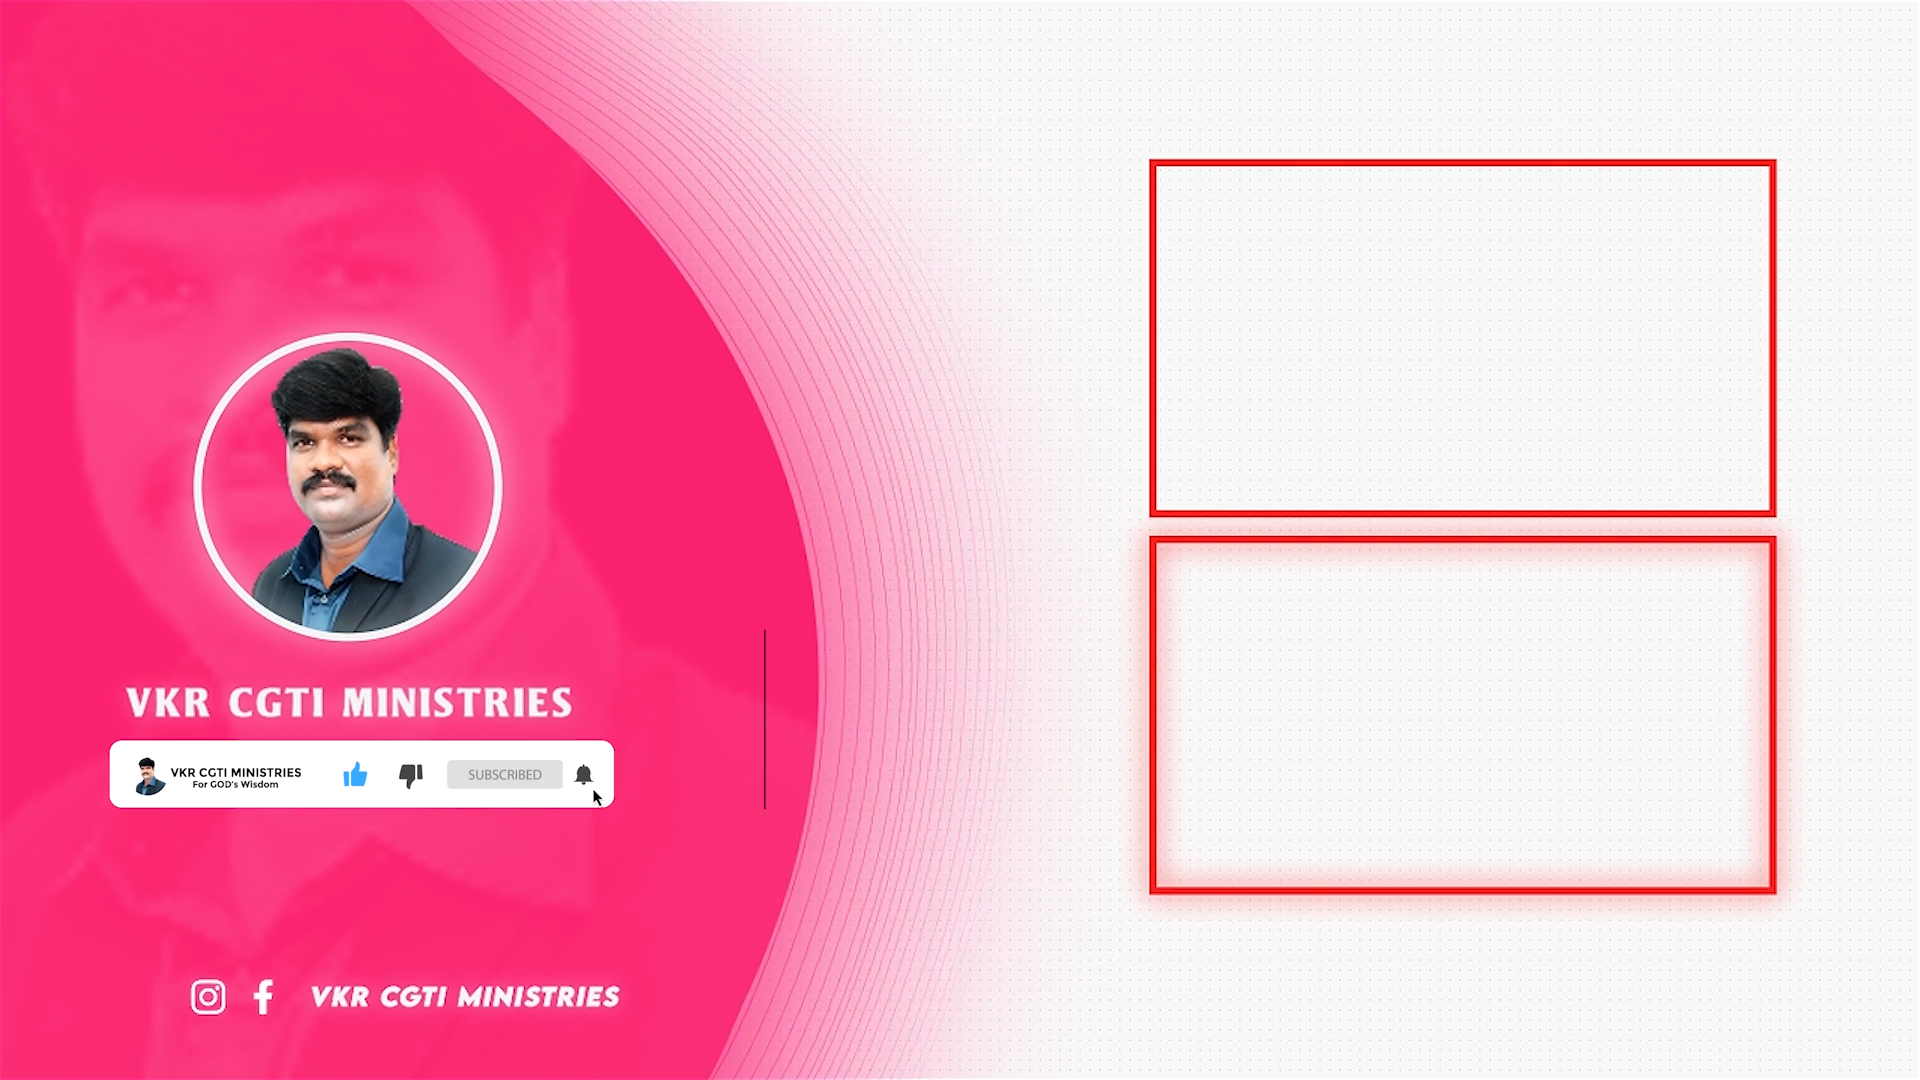 VKR CGTI MINISTRIES
VKR CGTI MINISTRIES
For GOD's Wisdom
SUBSCRIBED
VKR CGTI MINISTRIES